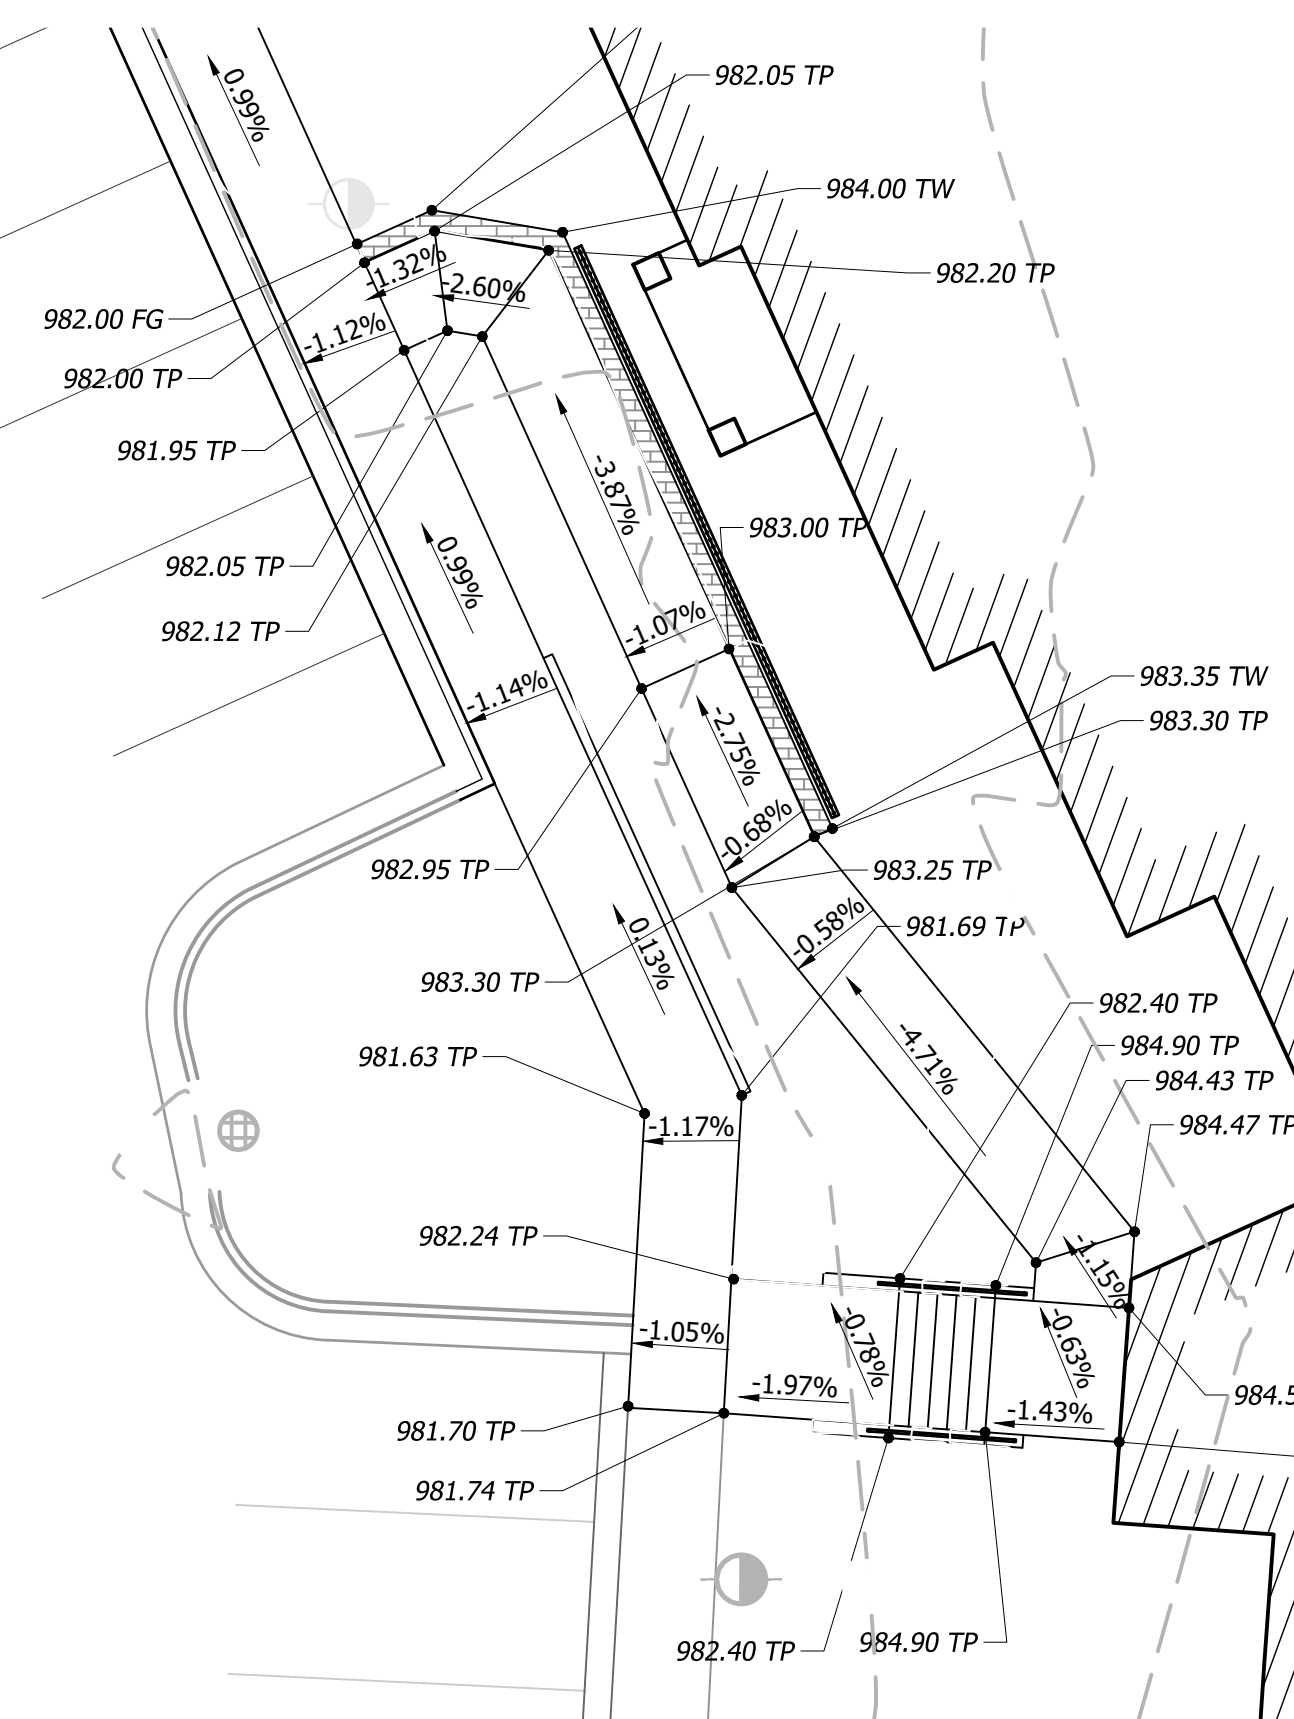 0.99%
982.05 TP
984.00 TW
-1.32%
-2.60%
982.20 TP
982.00 FG
-1.12%
982.00 TP
981.95 TP
-3.87%
983.00 TP
982.05 TP
0.99%
982.12 TP
-1.07%
983.35 TW
-1.14%
983.30 TP
-2.75%
-0.68%
982.95 TP
983.25 TP
-0.58%
981.69 TP
0.13%
983.30 TP
982.40 TP
984.90 TP
981.63 TP
-4.71%
984.43 TP
-1.17%
984.47 TP
982.24 TP
-1.15%
-1.05%
-0.78%
-0.63%
-1.97%
984.5
-1.43%
981.70 TP
981.74 TP
982.40 TP
984.90 TP